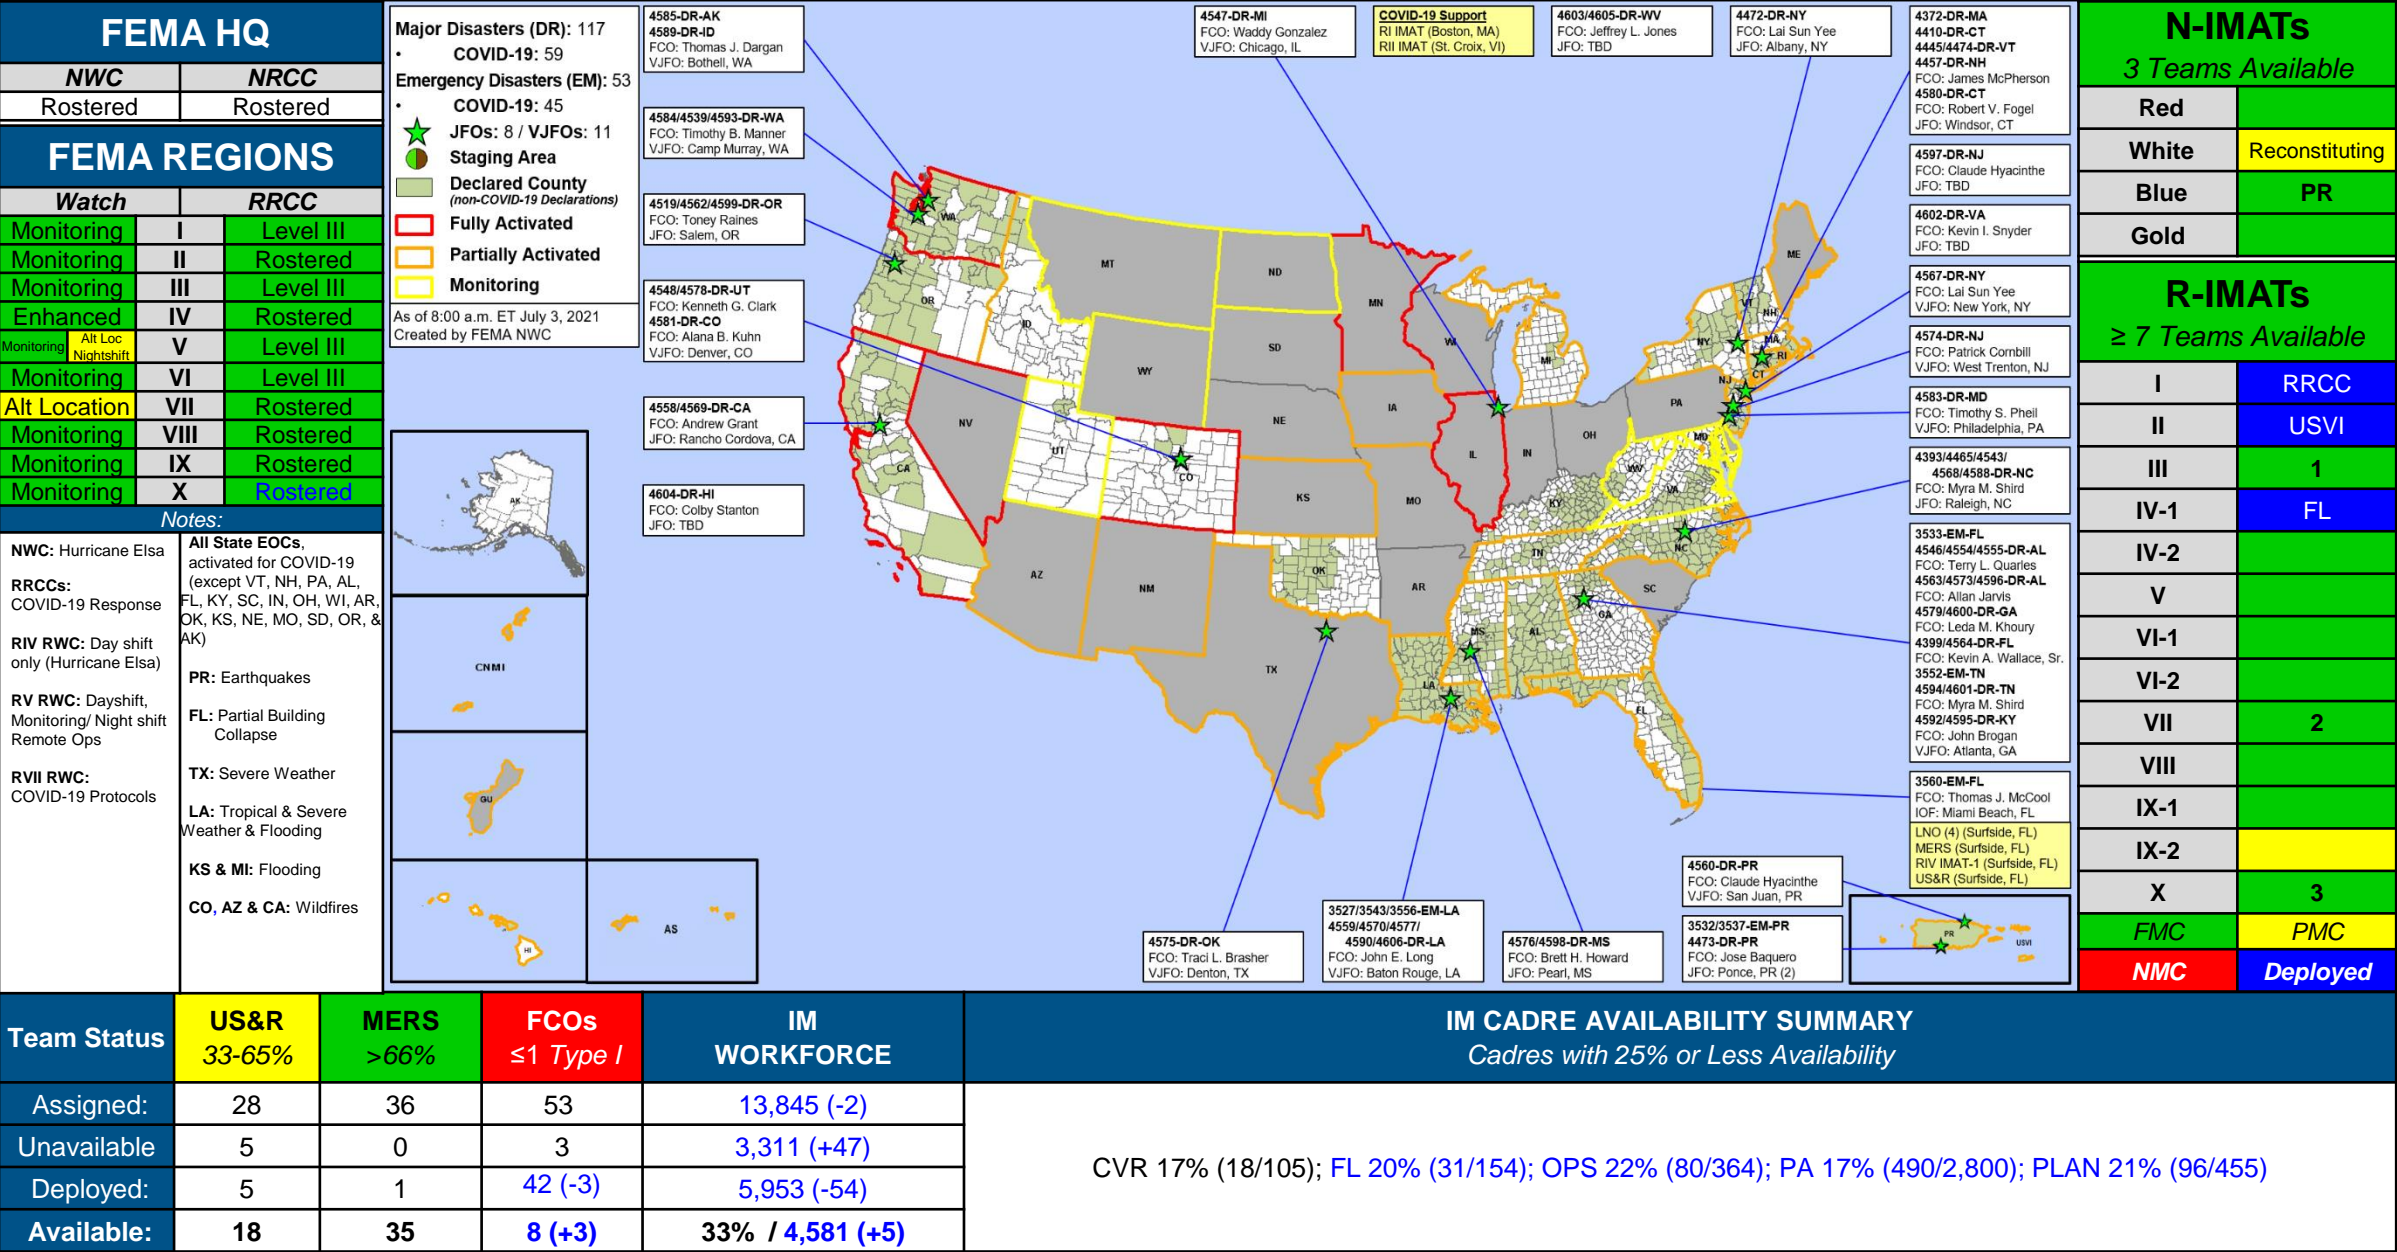 FEMA HQ
NWC NRCC
Rostered Rostered
FEMA REGIONS
Watch RRCC
Monitoring I Level III
Monitoring II Rostered
Monitoring III Level III
Enhanced IV Rostered
Monitoring Alt Loc Nightshift V Level III
Monitoring VI Level III
Alt Location VII Rostered
Monitoring VIII Rostered
Monitoring IX Rostered
Monitoring X Rostered
Notes:
NWC: Hurricane Elsa
RRCCs:
COVID-19 Response
RIV RWC: Day shift
only (Hurricane Elsa)
RV RWC: Dayshift,
Monitoring/ Night shift
Remote Ops
RVII RWC:
COVID-19 Protocols
All State EOCs,
activated for COVID-19
(except VT, NH, PA, AL,
FL, KY, SC, IN, OH, WI, AR,
OK, KS, NE, MO, SD, OR, &
AK)
PR: Earthquakes
FL: Partial Building
Collapse
TX: Severe Weather
LA: Tropical & Severe
Weather & Flooding
KS & MI: Flooding
CO, AZ & CA: Wildfires
Major Disasters (DR): 117
• COVID-19: 59
Emergency Disasters (EM): 53
• COVID-19: 45
JFOs: 8 / VJFOs: 11
Staging Area
Declared County
(non-COVID-19 Declarations)
Fully Activated
Partially Activated
Monitoring
As of 8:00 a.m. ET July 3, 2021
Created by FEMA NWC
4585-DR-AK
4589-DR-ID
FCO: Thomas J. Dargan
VJFO: Bothell, WA
4584/4539/4593-DR-WA
FCO: Timothy B. Manner
VJFO: Camp Murray, WA
4519/4562/4599-DR-OR
FCO: Toney Raines
JFO: Salem, OR
4548/4578-DR-UT
FCO: Kenneth G. Clark
4581-DR-CO
FCO: Alana B. Kuhn
VJFO: Denver, CO
4558/4569-DR-CA
FCO: Andrew Grant
JFO: Rancho Cordova, CA
4604-DR-HI
FCO: Colby Stanton
JFO: TBD
4547-DR-MI
FCO: Waddy Gonzalez
VJFO: Chicago, IL
COVID-19 Support
RI IMAT (Boston, MA)
RII IMAT (St. Croix, VI)
4603/4605-DR-WV
FCO: Jeffrey L. Jones
JFO: TBD
4472-DR-NY
FCO: Lai Sun Yee
JFO: Albany, NY
4372-DR-MA
4410-DR-CT
4445/4474-DR-VT
4457-DR-NH
FCO: James McPherson
4580-DR-CT
FCO: Robert V. Fogel
JFO: Windsor, CT
4597-DR-NJ
FCO: Claude Hyacinthe
JFO: TBD
4602-DR-VA
FCO: Kevin I. Snyder
JFO: TBD
4567-DR-NY
FCO: Lai Sun Yee
VJFO: New York, NY
4574-DR-NJ
FCO: Patrick Cornbill
VJFO: West Trenton, NJ
4583-DR-MD
FCO: Timothy S. Pheil
VJFO: Philadelphia, PA
4393/4465/4543/
4568/4588-DR-NC
FCO: Myra M. Shird
JFO: Raleigh, NC
3533-EM-FL
4546/4554/4555-DR-AL
FCO: Terry L. Quarles
4563/4573/4596-DR-AL
FCO: Allan Jarvis
4579/4600-DR-GA
FCO: Leda M. Khoury
4399/4564-DR-FL
FCO: Kevin A. Wallace, Sr.
3552-EM-TN
4594/4601-DR-TN
FCO: Myra M. Shird
4592/4595-DR-KY
FCO: John Brogan
VJFO: Atlanta, GA
3560-EM-FL
FCO: Thomas J. McCool
IOF: Miami Beach, FL
LNO (4) (Surfside, FL)
MERS (Surfside, FL)
RIV IMAT-1 (Surfside, FL)
US&R (Surfside, FL)
4560-DR-PR
FCO: Claude Hyacinthe
VJFO: San Juan, PR
3532/3537-EM-PR
4473-DR-PR
FCO: Jose Baquero
JFO: Ponce, PR (2)
4575-DR-OK
FCO: Traci L. Brasher
VJFO: Denton, TX
3527/3543/3556-EM-LA
4559/4570/4577/
4590/4606-DR-LA
FCO: John E. Long
VJFO: Baton Rouge, LA
4576/4598-DR-MS
FCO: Brett H. Howard
JFO: Pearl, MS
WA
OR
ID
MT
ND
MN
SD
WY
NV
UT
CO
CA
AZ
NM
TX
OK
KS
NE
IA
MO
AR
LA
MS
AL
GA
FL
SC
NC
TN
KY
VA
WV
MD
OH
IN
IL
WI
MI
PA
NY
NJ
CT
RI
MA
NH
VT
ME
AK
CNMI
GU
HI
AS
PR
USVI
N-IMATs
3 Teams Available
Red
White Reconstituting
Blue PR
Gold
R-IMATs
≥ 7 Teams Available
I RRCC
II USVI
III 1
IV-1 FL
IV-2
V
VI-1
VI-2
VII 2
VIII
IX-1
IX-2
X 3
FMC PMC
NMC Deployed
Team Status
US&R
33-65%
MERS
>66%
FCOs
≤1 Type I
IM
WORKFORCE
IM CADRE AVAILABILITY SUMMARY
Cadres with 25% or Less Availability
Assigned: 28 36 53 13,845 (-2)
Unavailable 5 0 3 3,311 (+47)
Deployed: 5 1 42 (-3) 5,953 (-54)
Available: 18 35 8 (+3) 33% / 4,581 (+5)
CVR 17% (18/105); FL 20% (31/154); OPS 22% (80/364); PA 17% (490/2,800); PLAN 21% (96/455)